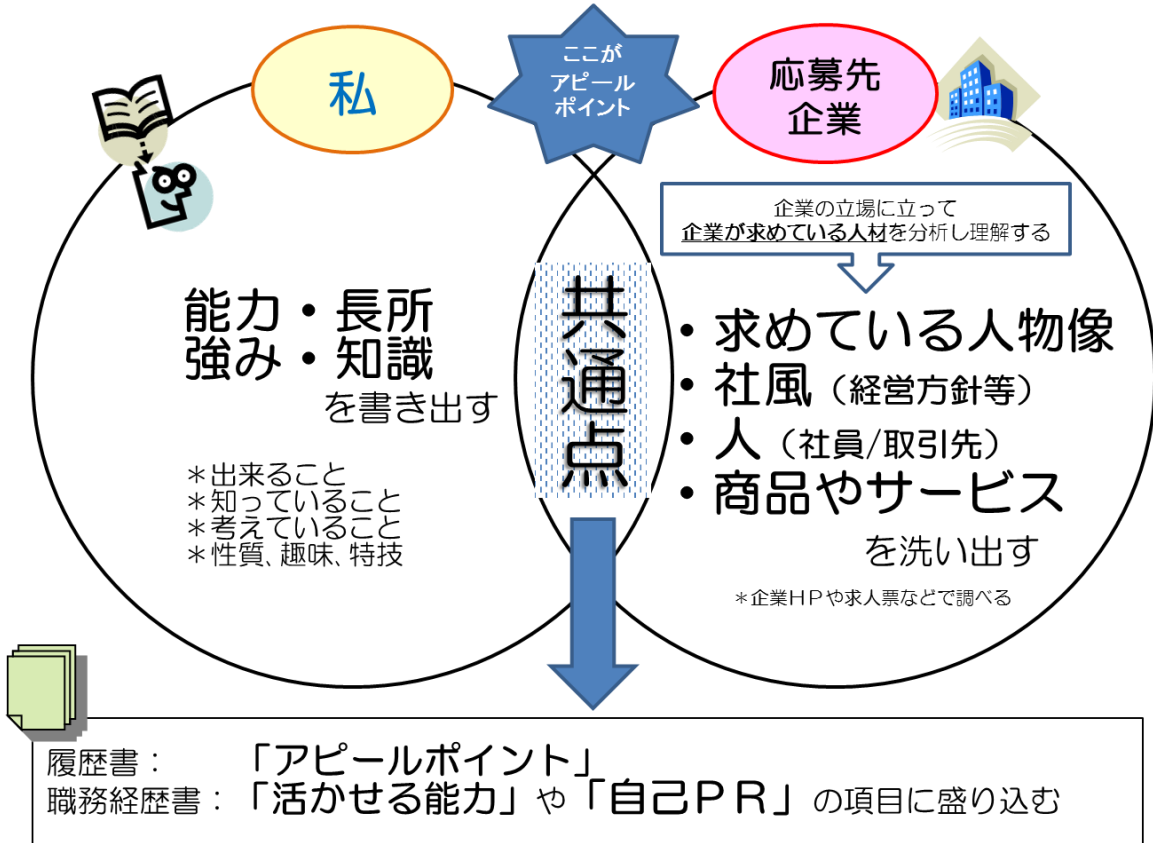 私
ここが
アピール
ポイント
応募先
企業
企業の立場に立って
企業が求めている人材を分析し理解する
能力・長所
強み・知識
を書き出す
＊出来ること
＊知っていること
＊考えていること
＊性質、趣味、特技
共通点
・求めている人物像
・社風（経営方針等）
・人（社員/取引先）
・商品やサービス
を洗い出す
＊企業ＨＰや求人票などで調べる
履歴書：　「アピールポイント」
職務経歴書：「活かせる能力」や「自己ＰＲ」の項目に盛り込む